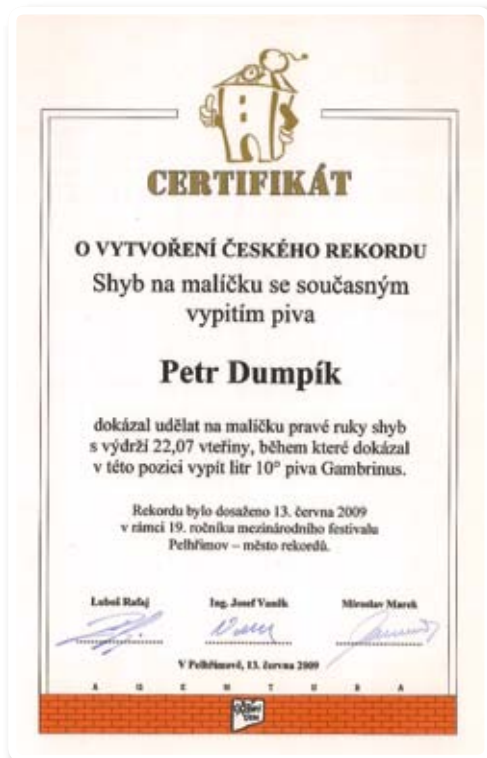 CERTIFIKÁT
O VYTVOŘENÍ ČESKÉHO REKORDU
Shyb na malíčku se současným
vypitím piva
Petr Dumpík
dokázal udělat na malíčku pravé ruky shyb
s výdrží 22,07 vteřiny, během které dokázal
v této pozici vypít litr 10° piva Gambrinus.
Rekordu bylo dosaženo 13. června 2009
v rámci 19. ročníku mezinárodního festivalu
Pelhřimov – město rekordů.
Luboš Rafaj Ing. Josef Vaněk Miroslav Marek
V Pelhřimově, 13. června 2009
A G E N T U R A
DOBRÝ
DEN